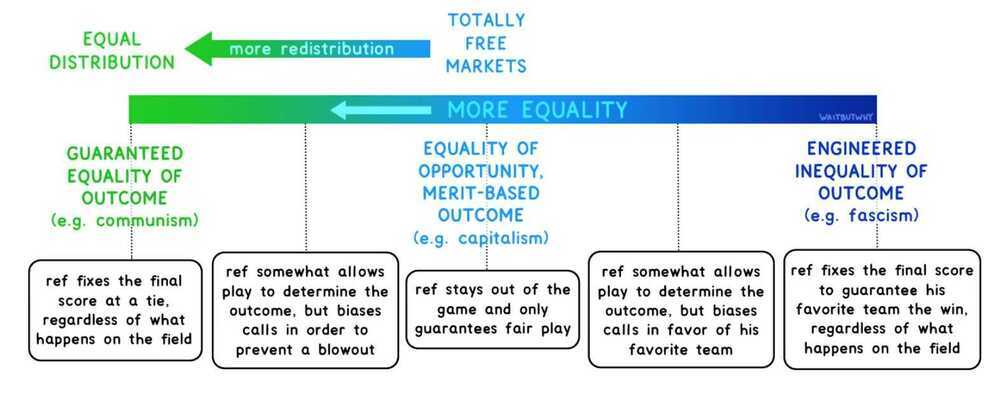 TOTALLY
FREE
MARKETS
EQUAL
DISTRIBUTION
more redistribution
MORE EQUALITY
WAITBUTWHY
GUARANTEED
EQUALITY OF
OUTCOME
(e.g. communism)
EQUALITY OF
OPPORTUNITY,
MERIT-BASED
OUTCOME
(e.g. capitalism)
ENGINEERED
INEQUALITY OF
OUTCOME
(e.g. fascism)
ref fixes the final
score at a tie,
regardless of what
happens on the field
ref somewhat allows
play to determine the
outcome, but biases
calls in order to
prevent a blowout
ref stays out of the
game and only
guarantees fair play
ref somewhat allows
play to determine the
outcome, but biases
calls in favor of his
favorite team
ref fixes the final score
to guarantee his
favorite team the win,
regardless of what
happens on the field